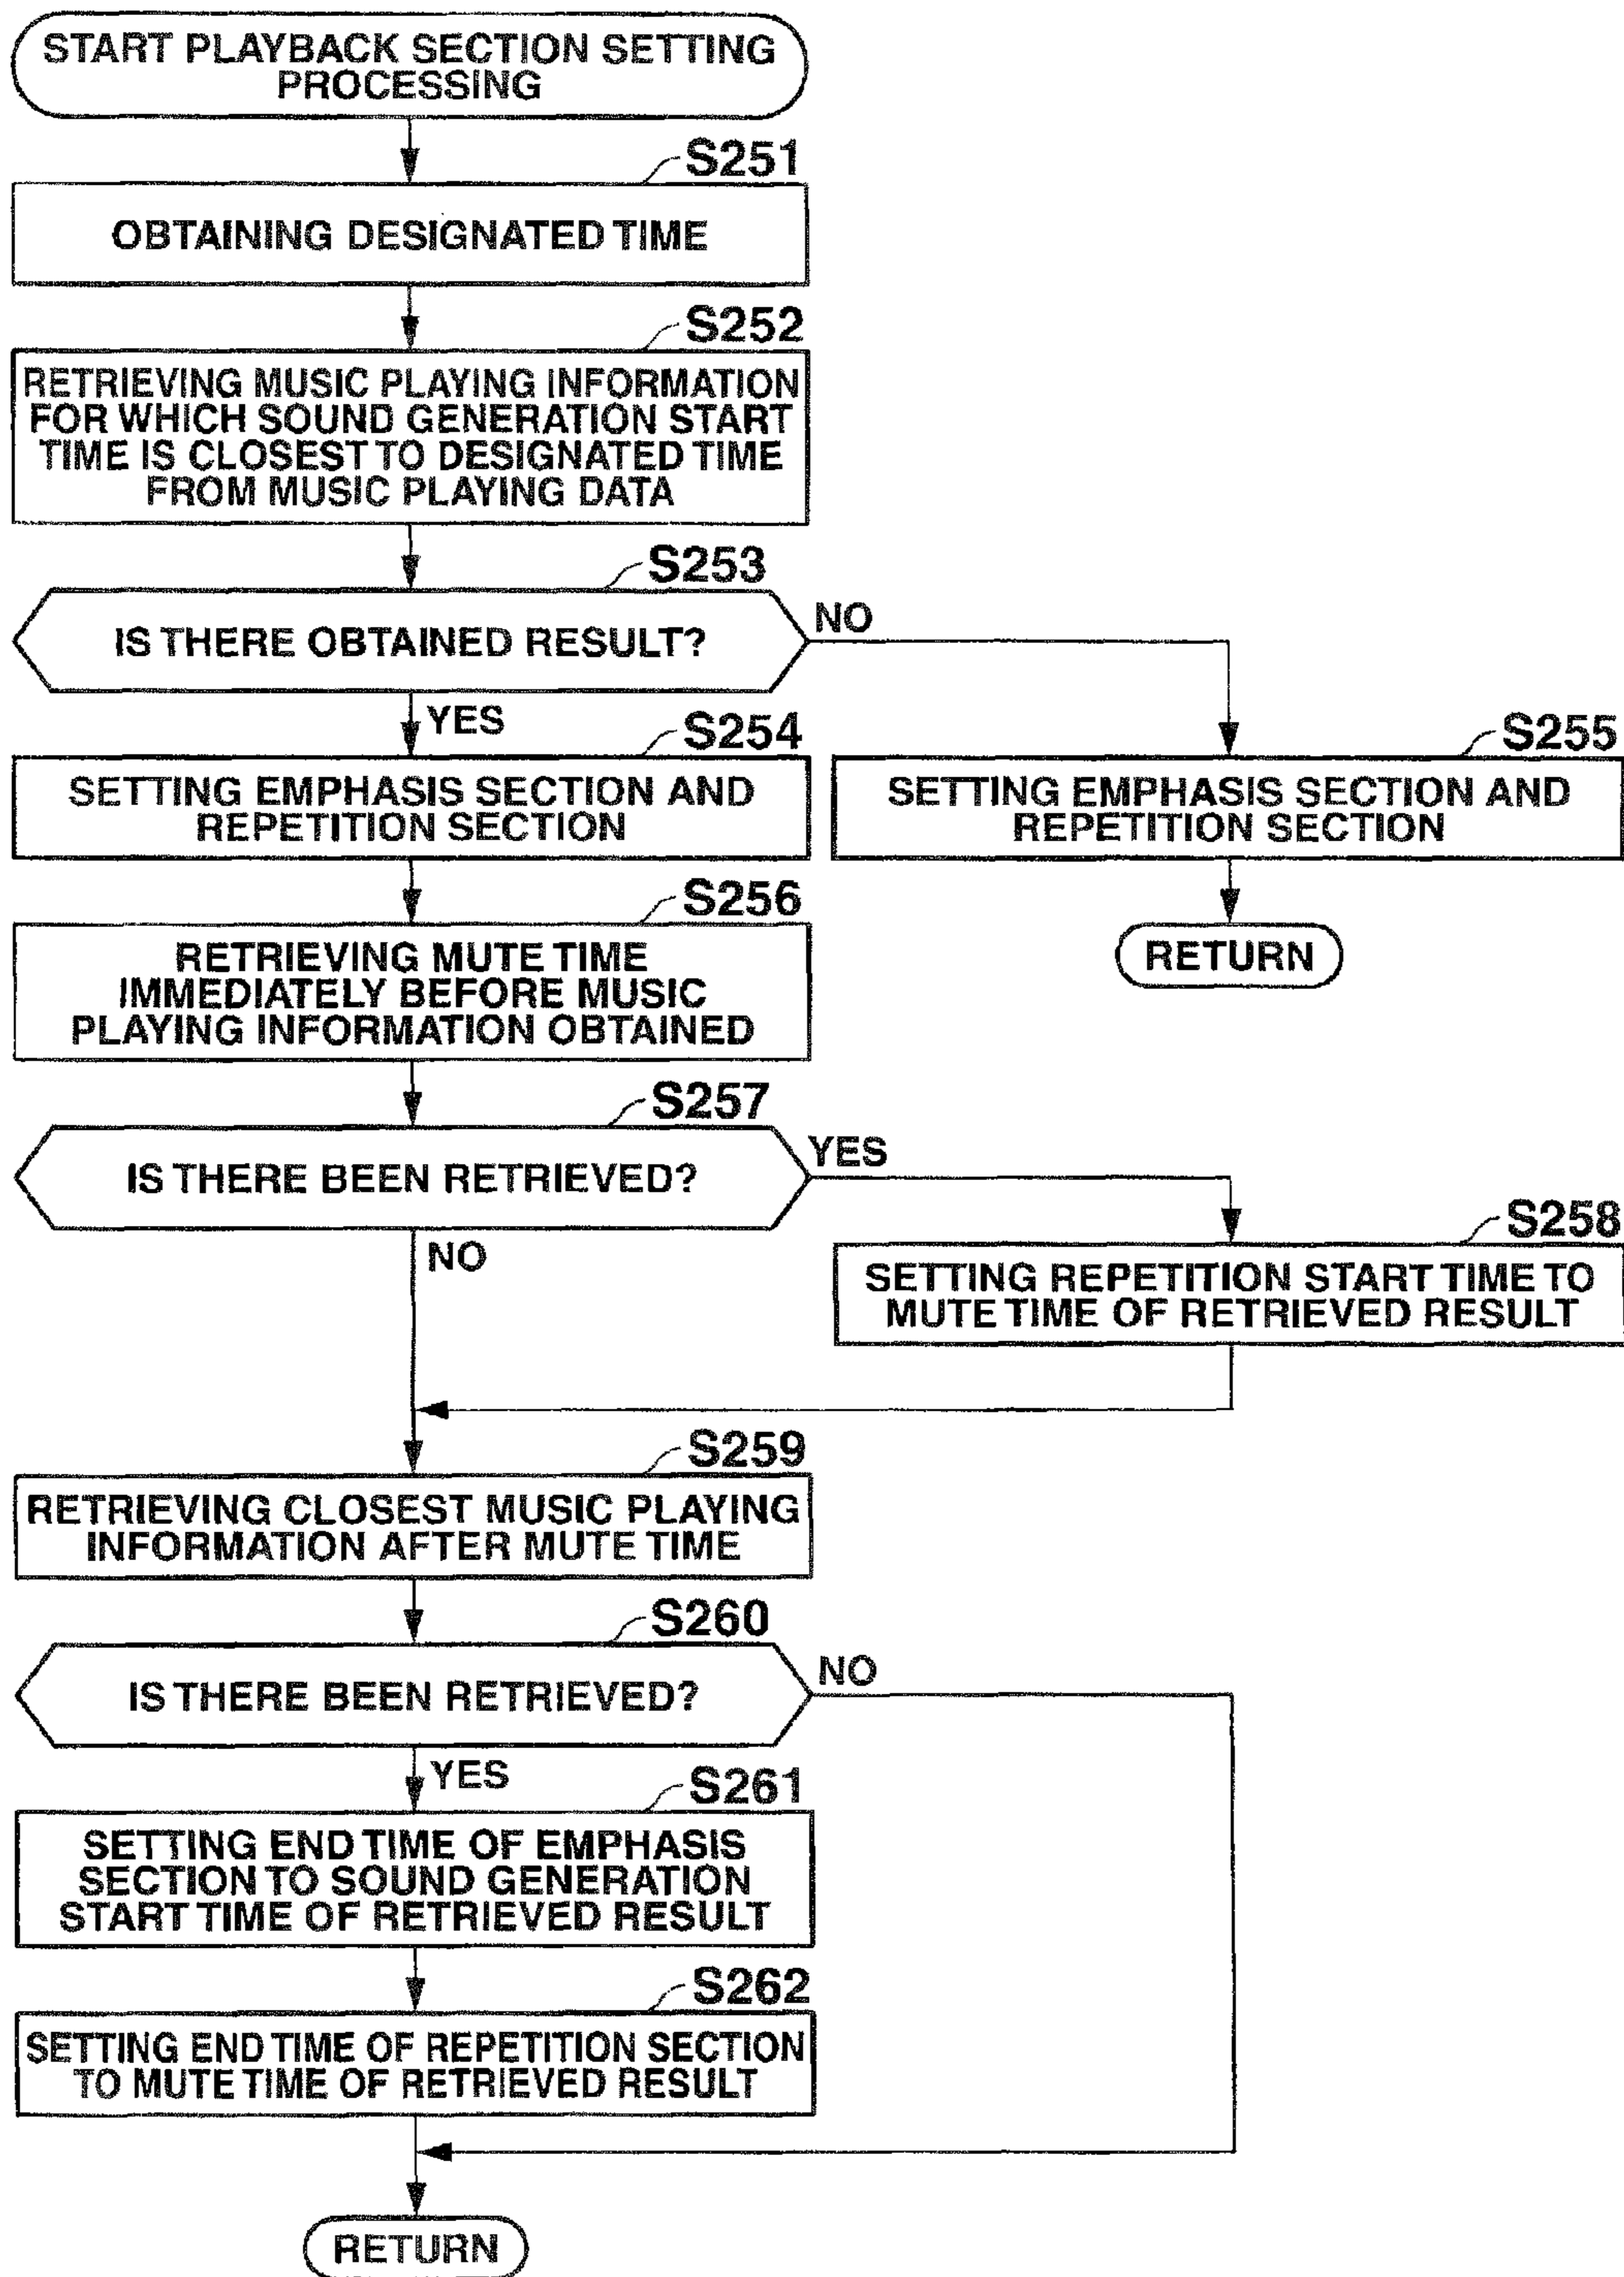 START PLAYBACK SECTION SETTING
PROCESSING
S251
OBTAINING DESIGNATED TIME
S252
RETRIEVING MUSIC PLAYING INFORMATION
FOR WHICH SOUND GENERATION START
TIME IS CLOSEST TO DESIGNATED TIME
FROM MUSIC PLAYING DATA
S253
IS THERE OBTAINED RESULT?
NO
YES
S254
SETTING EMPHASIS SECTION AND
REPETITION SECTION
S255
SETTING EMPHASIS SECTION AND
REPETITION SECTION
RETURN
S256
RETRIEVING MUTE TIME
IMMEDIATELY BEFORE MUSIC
PLAYING INFORMATION OBTAINED
S257
IS THERE BEEN RETRIEVED?
YES
NO
S258
SETTING REPETITION START TIME TO
MUTE TIME OF RETRIEVED RESULT
S259
RETRIEVING CLOSEST MUSIC PLAYING
INFORMATION AFTER MUTE TIME
S260
IS THERE BEEN RETRIEVED?
NO
YES
S261
SETTING END TIME OF EMPHASIS
SECTION TO SOUND GENERATION
START TIME OF RETRIEVED RESULT
S262
SETTING END TIME OF REPETITION SECTION
TO MUTE TIME OF RETRIEVED RESULT
RETURN